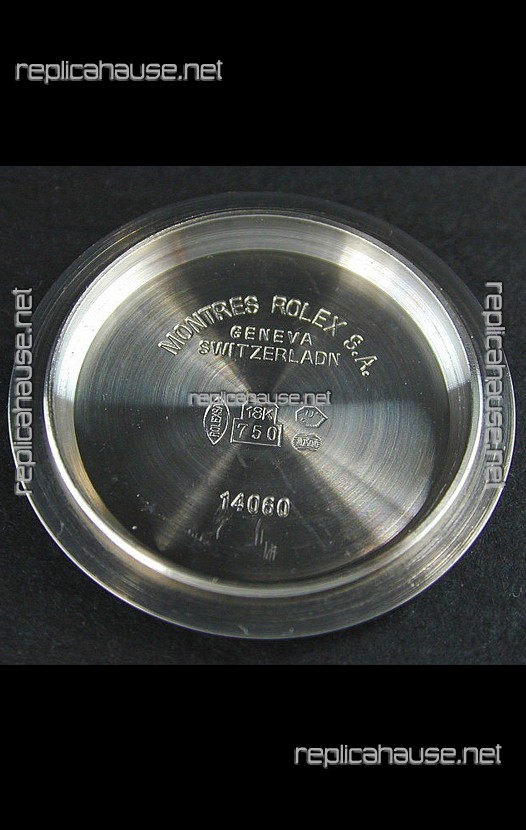 replicahause.net
MONTRES ROLEX S.A.
GENEVA
SWITZERLADN
replicahause.net
replicahause.net
replicahause.net
18K
750
14060
replicahause.net